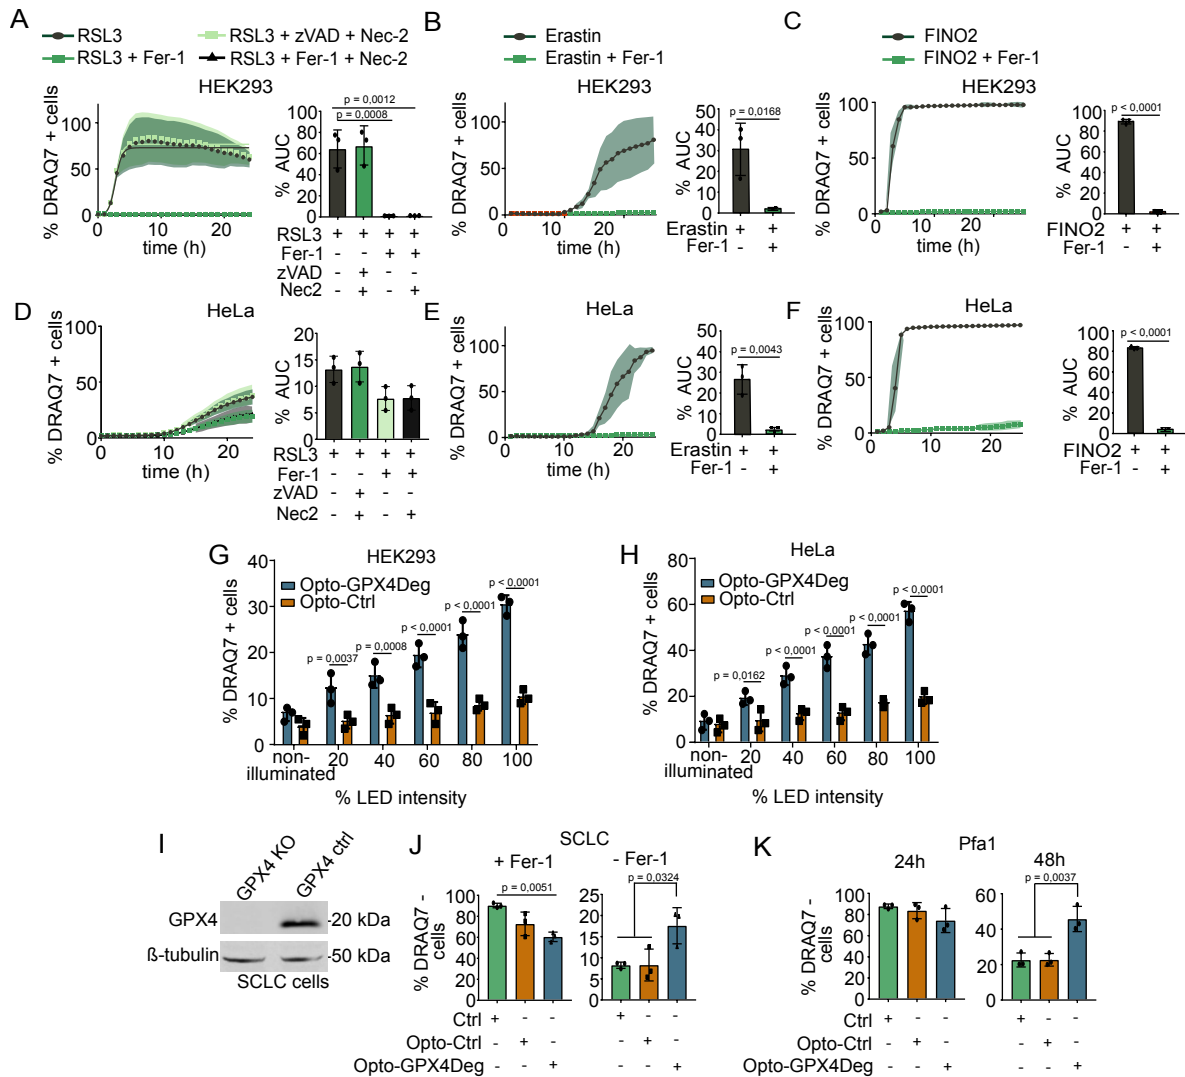 A
RSL3
RSL3 + zVAD + Nec-2
RSL3 + Fer-1
RSL3 + Fer-1 + Nec-2
HEK293
% DRAQ7 + cells
100
50
0
0 10 20
time (h)
p = 0,0012
p = 0,0008
% AUC
100
80
60
40
20
0
RSL3 + + + +
Fer-1 - - + +
zVAD - + - -
Nec2 - + - +
B
Erastin
Erastin + Fer-1
HEK293
% DRAQ7 + cells
100
50
0
10 20
time (h)
p = 0,0168
% AUC
50
40
30
20
10
0
Erastin + +
Fer-1 - +
C
FINO2
FINO2 + Fer-1
HEK293
% DRAQ7 + cells
100
50
0
10 20
time (h)
p <0,0001
% AUC
100
80
60
40
20
0
FINO2 + +
Fer-1 - +
D
HeLa
% DRAQ7 + cells
100
50
0
0 10 20
time (h)
% AUC
20
15
10
5
0
RSL3 + + + +
Fer-1 - - + +
zVAD - + - -
Nec2 - + - +
E
HeLa
% DRAQ7 + cells
100
50
0
0 10 20
time (h)
p = 0,0043
% AUC
50
40
30
20
10
0
Erastin + +
Fer-1 - +
F
HeLa
% DRAQ7 + cells
100
50
0
0 10 20
time (h)
p <0,0001
% AUC
100
80
60
40
20
0
FINO2 + +
Fer-1 - +
G
HEK293
Opto-GPX4Deg
Opto-Ctrl
% DRAQ7 + cells
40
30
20
10
0
p = 0,0037
p = 0,0008
p < 0,0001
p < 0,0001
p < 0,0001
non-illuminated 20 40 60 80 100
% LED intensity
H
HeLa
Opto-GPX4Deg
Opto-Ctrl
% DRAQ7 + cells
80
60
40
20
0
p = 0,0162
p <0,0001
p <0,0001
p <0,0001
p <0,0001
non-illuminated 20 40 60 80 100
% LED intensity
I
GPX4 KO
GPX4 ctrl
GPX4
-20 kDa
ß-tubulin
-50 kDa
SCLC cells
J
SCLC
+ Fer-1
% DRAQ7 - cells
100
80
60
40
20
0
p = 0,0051
- Fer-1
25
20
15
10
5
0
p = 0,0324
Ctrl + - - + - -
Opto-Ctrl - + - - + -
Opto-GPX4Deg - - + - - +
K
Pfa1
24h
% DRAQ7 - cells
100
80
60
40
20
0
48h
60
40
20
0
p = 0,0037
Ctrl + - - + - -
Opto-Ctrl - + - - + -
Opto-GPX4Deg - - + - - +